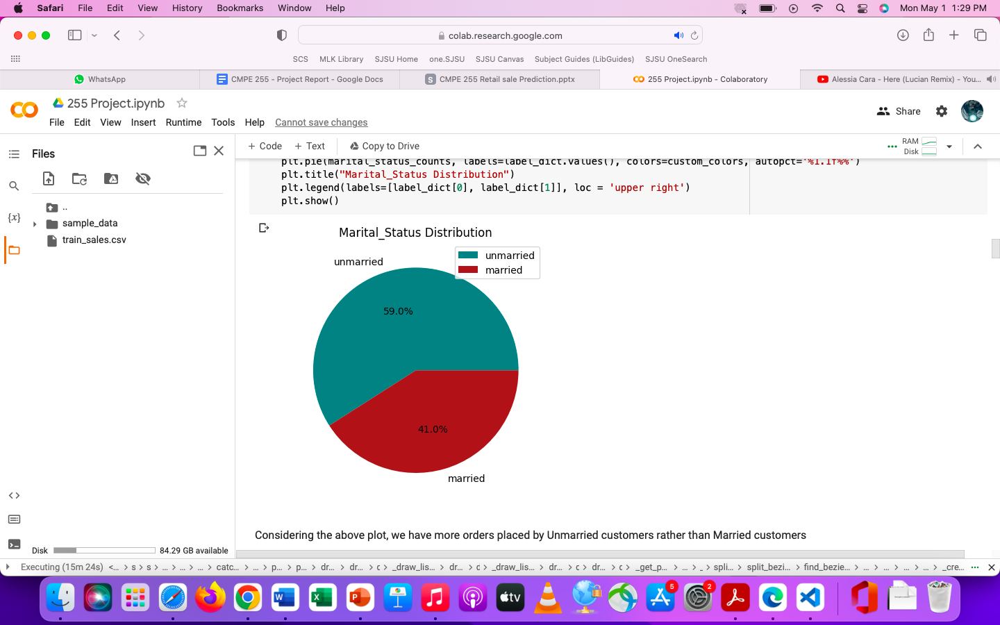 Safari File Edit View History Bookmarks Window Help Mon May 1 1:29 PM
colab.research.google.com
SCS MLK Library SJSU Home one.SJSU SJSU Canvas Subject Guides (LibGuides) SJSU OneSearch
WhatsApp CMPE 255 - Project Report - Google Docs S CMPE 255 Retail sale Prediction.pptx 255 Project.ipynb - Colaboratory Alessia Cara - Here (Lucian Remix) - You...
255 Project.ipynb
Share
File Edit View Insert Runtime Tools Help Cannot save changes
Files
+ Code + Text Copy to Drive
RAM
Disk
{x}
..
sample_data
train_sales.csv
plt.pie(marital_status_counts, labels=label_dict.values(), colors=custom_colors, autopct='%1.1f%%')
plt.title("Marital_Status Distribution")
plt.legend(labels=[label_dict[0], label_dict[1]], loc = 'upper right')
plt.show()
Marital_Status Distribution
unmarried
married
unmarried
59.0%
41.0%
married
Considering the above plot, we have more orders placed by Unmarried customers rather than Married customers
Disk 84.29 GB available
Executing (15m 24s) <... > s > s > ... > ... > ... > catc... > ... > p... > p... > dr... > dr... > c > _draw_lis... > dr... > c > _draw_lis... > dr... > c > dr... > c > _get_p... > ... > _ > spli... > split_bezi... > find_bezie... > ... > ... > ... > ... > _cre...
W X P tv 5 2